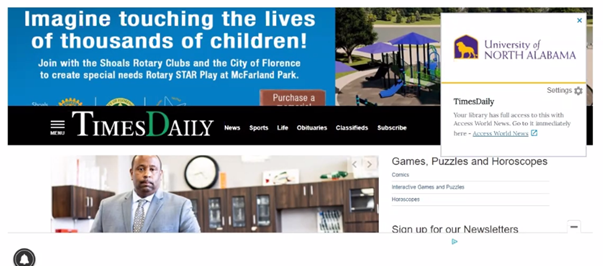 Imagine touching the lives
of thousands of children!
Join with the Shoals Rotary Clubs and the City of Florence
to create special needs Rotary STAR Play at McFarland Park.
Purchase a
University of
NORTH ALABAMA
Settings
TimesDaily
Your library has full access to this with
Access World News. Go to it immediately
here – Access World News
MENU
TIMESDAILY
News Sports Life Obituaries Classifieds Subscribe
Games, Puzzles and Horoscopes
Comics
Interactive Games and Puzzles
Horoscopes
Sign up for our Newsletters